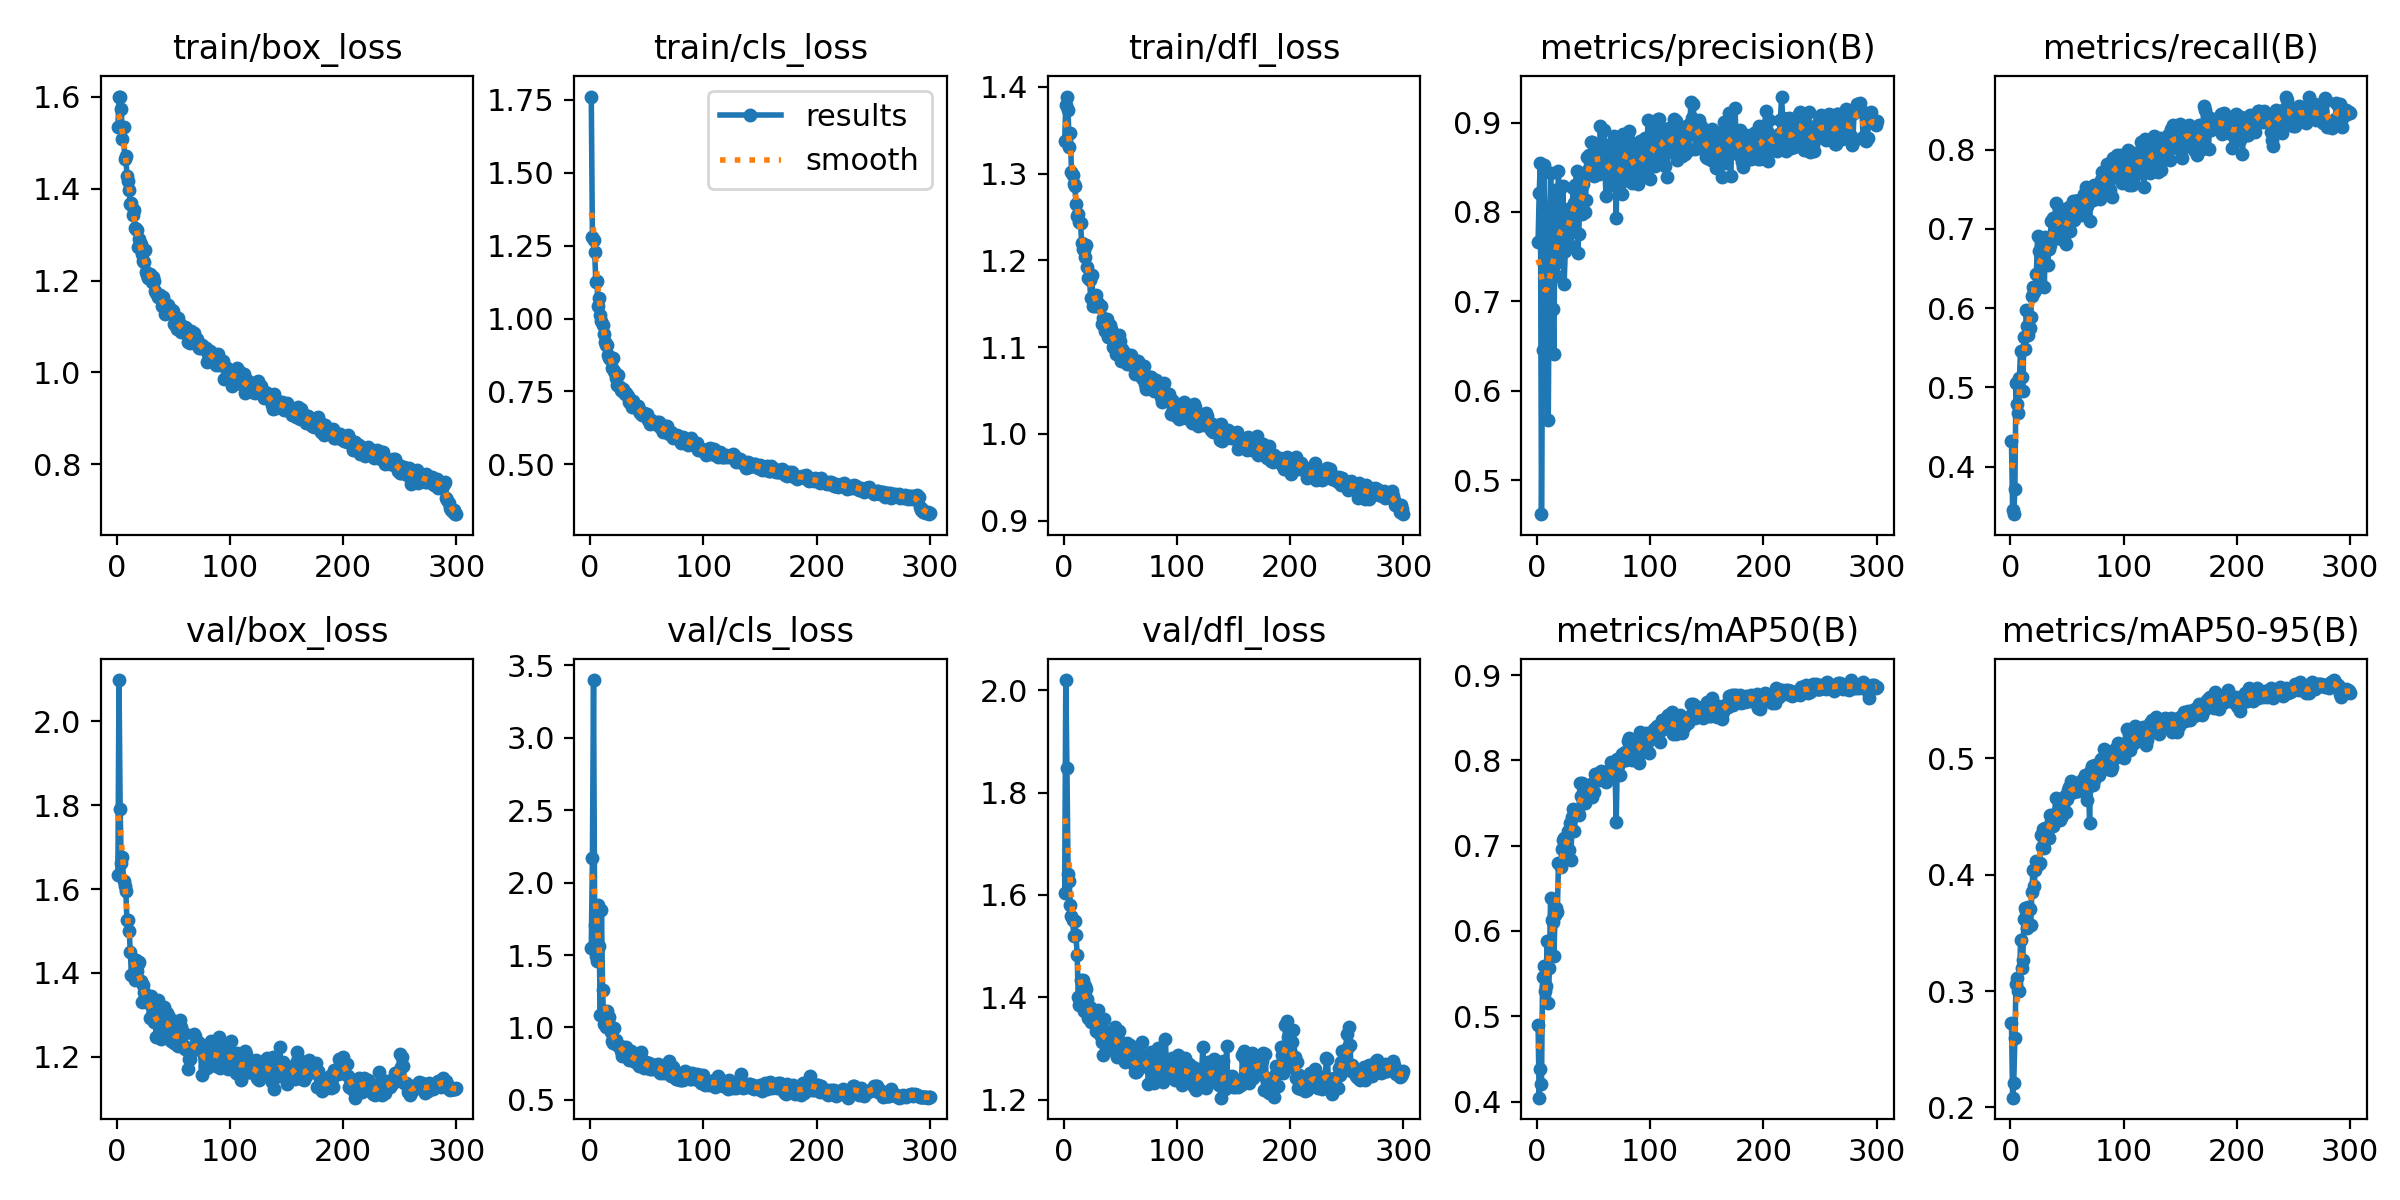 train/box_loss
1.6
1.4
1.2
1.0
0.8
0 100 200 300
train/cls_loss
1.75
1.50
1.25
1.00
0.75
0.50
results
smooth
0 100 200 300
train/dfl_loss
1.4
1.3
1.2
1.1
1.0
0.9
0 100 200 300
metrics/precision(B)
0.9
0.8
0.7
0.6
0.5
0 100 200 300
metrics/recall(B)
0.8
0.7
0.6
0.5
0.4
0 100 200 300
val/box_loss
2.0
1.8
1.6
1.4
1.2
0 100 200 300
val/cls_loss
3.5
3.0
2.5
2.0
1.5
1.0
0.5
0 100 200 300
val/dfl_loss
2.0
1.8
1.6
1.4
1.2
0 100 200 300
metrics/mAP50(B)
0.9
0.8
0.7
0.6
0.5
0.4
0 100 200 300
metrics/mAP50-95(B)
0.5
0.4
0.3
0.2
0 100 200 300